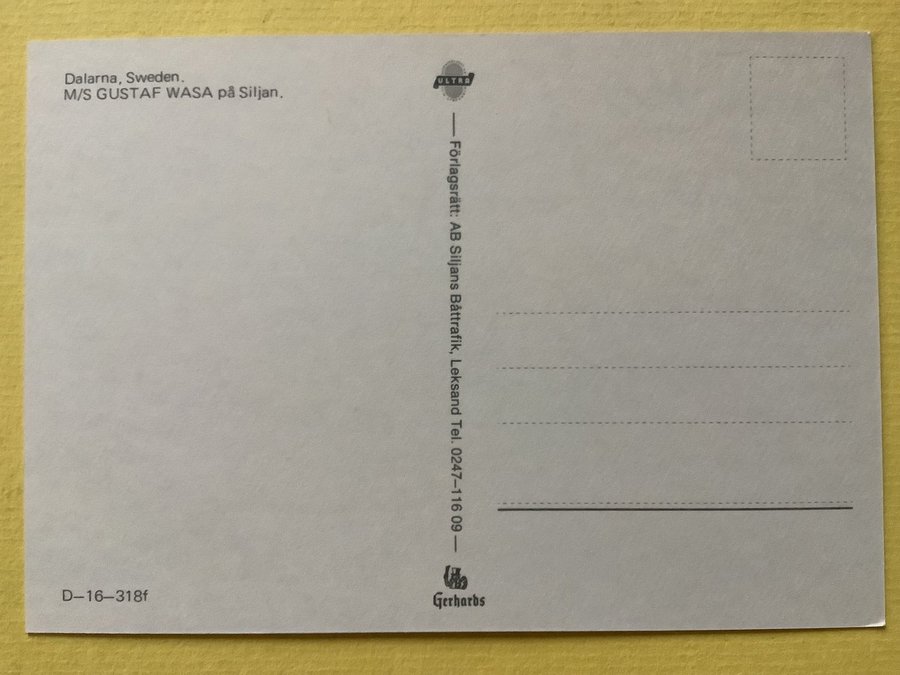 Dalarna, Sweden.
M/S GUSTAF WASA på Siljan.
ULTRA
— Förlagsrätt: AB Siljans Båttrafik, Leksand Tel. 0247–116 09 —
Gerhards
D–16–318f